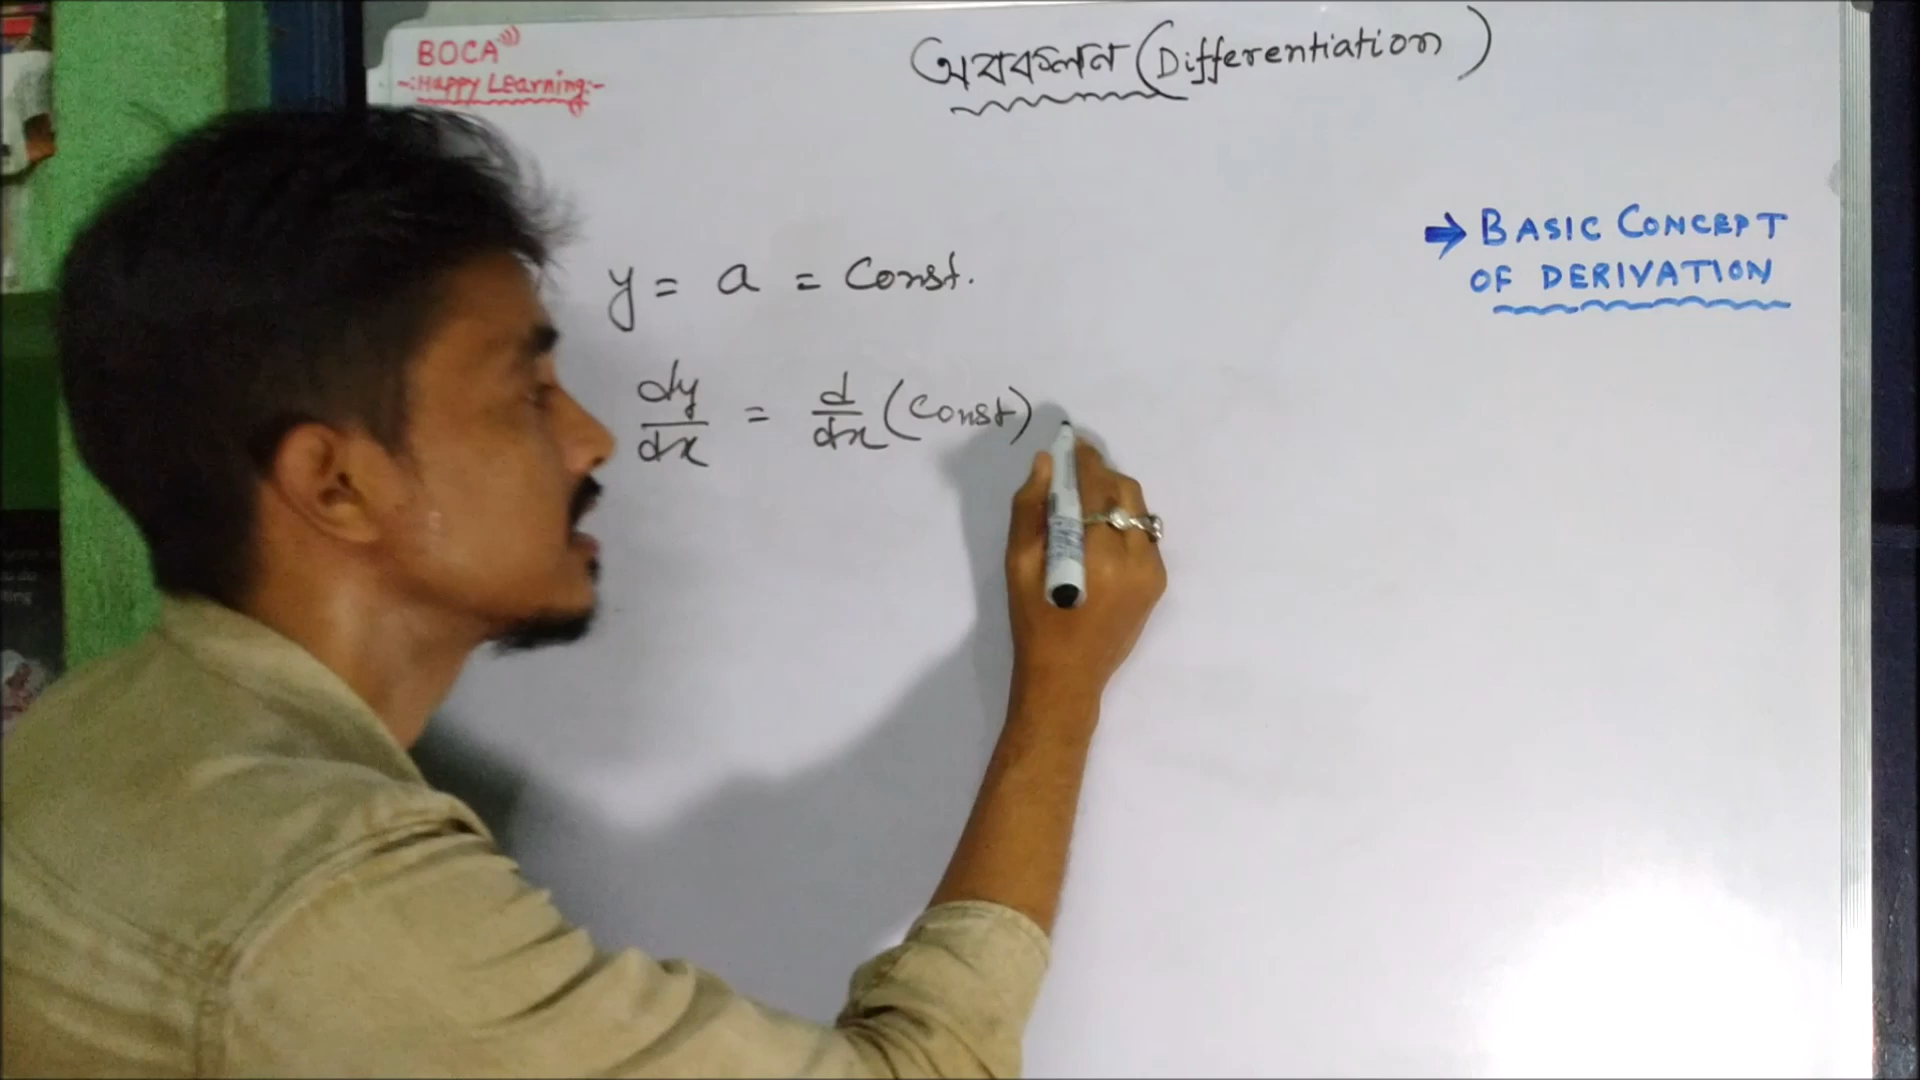 BOCA
-:Happy Learning:-
অবকলন (Differentiation)
→ BASIC CONCEPT
OF DERIVATION
y = a = Const.
dy/dx = d/dx (Const)